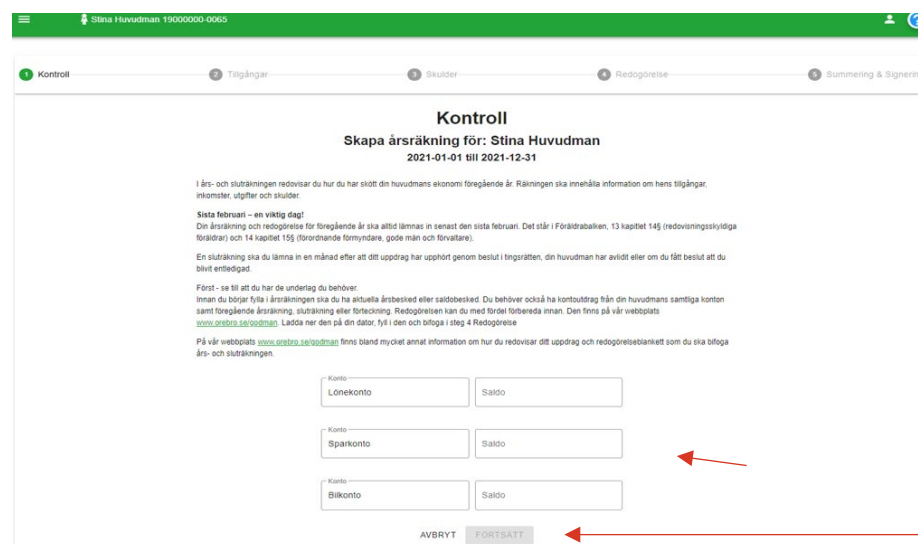 Stina Huvudman 19000000-0065
1 Kontroll 2 Tillgångar 3 Skulder 4 Redogörelse 5 Summering & Signerin
Kontroll
Skapa årsräkning för: Stina Huvudman
2021-01-01 till 2021-12-31
I års- och sluträkningen redovisar du hur du har skött din huvudmans ekonomi föregående år. Räkningen ska innehålla information om hens tillgångar,
inkomster, utgifter och skulder.
Sista februari – en viktig dag!
Din årsräkning och redogörelse för föregående år ska alltid lämnas in senast den sista februari. Det står i Föräldrabalken, 13 kapitlet 14§ (redovisningsskyldiga
föräldrar) och 14 kapitlet 15§ (förordnande förmyndare, gode män och förvaltare).
En sluträkning ska du lämna in en månad efter att ditt uppdrag har upphört genom beslut i tingsrätten, din huvudman har avlidit eller om du fått beslut att du
blivit entledigad.
Först - se till att du har de underlag du behöver.
Innan du börjar fylla i årsräkningen ska du ha aktuella årsbesked eller saldobesked. Du behöver också ha kontoutdrag från din huvudmans samtliga konton
samt föregående årsräkning, sluträkning eller förteckning. Redogörelsen kan du med fördel förbereda innan. Den finns på vår webbplats
www.orebro.se/godman. Ladda ner den på din dator, fyll i den och bifoga i steg 4 Redogörelse
På vår webbplats www.orebro.se/godman finns bland mycket annat information om hur du redovisar ditt uppdrag och redogörelseblankett som du ska bifoga
års- och sluträkningen.
Konto
Lönekonto Saldo
Konto
Sparkonto Saldo
Konto
Bilkonto Saldo
AVBRYT FORTSÄTT